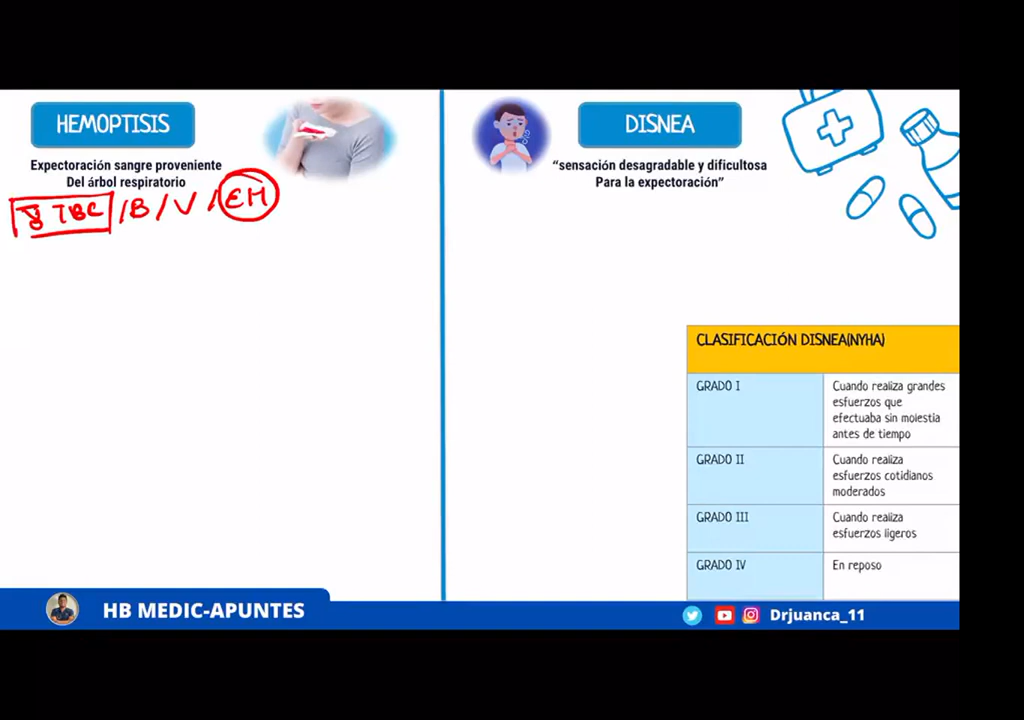 HEMOPTISIS
Expectoración sangre proveniente
Del árbol respiratorio
TBC / B / V / EM
DISNEA
“sensación desagradable y dificultosa
Para la expectoración”
CLASIFICACIÓN DISNEA(NYHA)
GRADO I
Cuando realiza grandes
esfuerzos que
efectuaba sin molestia
antes de tiempo
GRADO II
Cuando realiza
esfuerzos cotidianos
moderados
GRADO III
Cuando realiza
esfuerzos ligeros
GRADO IV
En reposo
HB MEDIC-APUNTES
Drjuanca_11